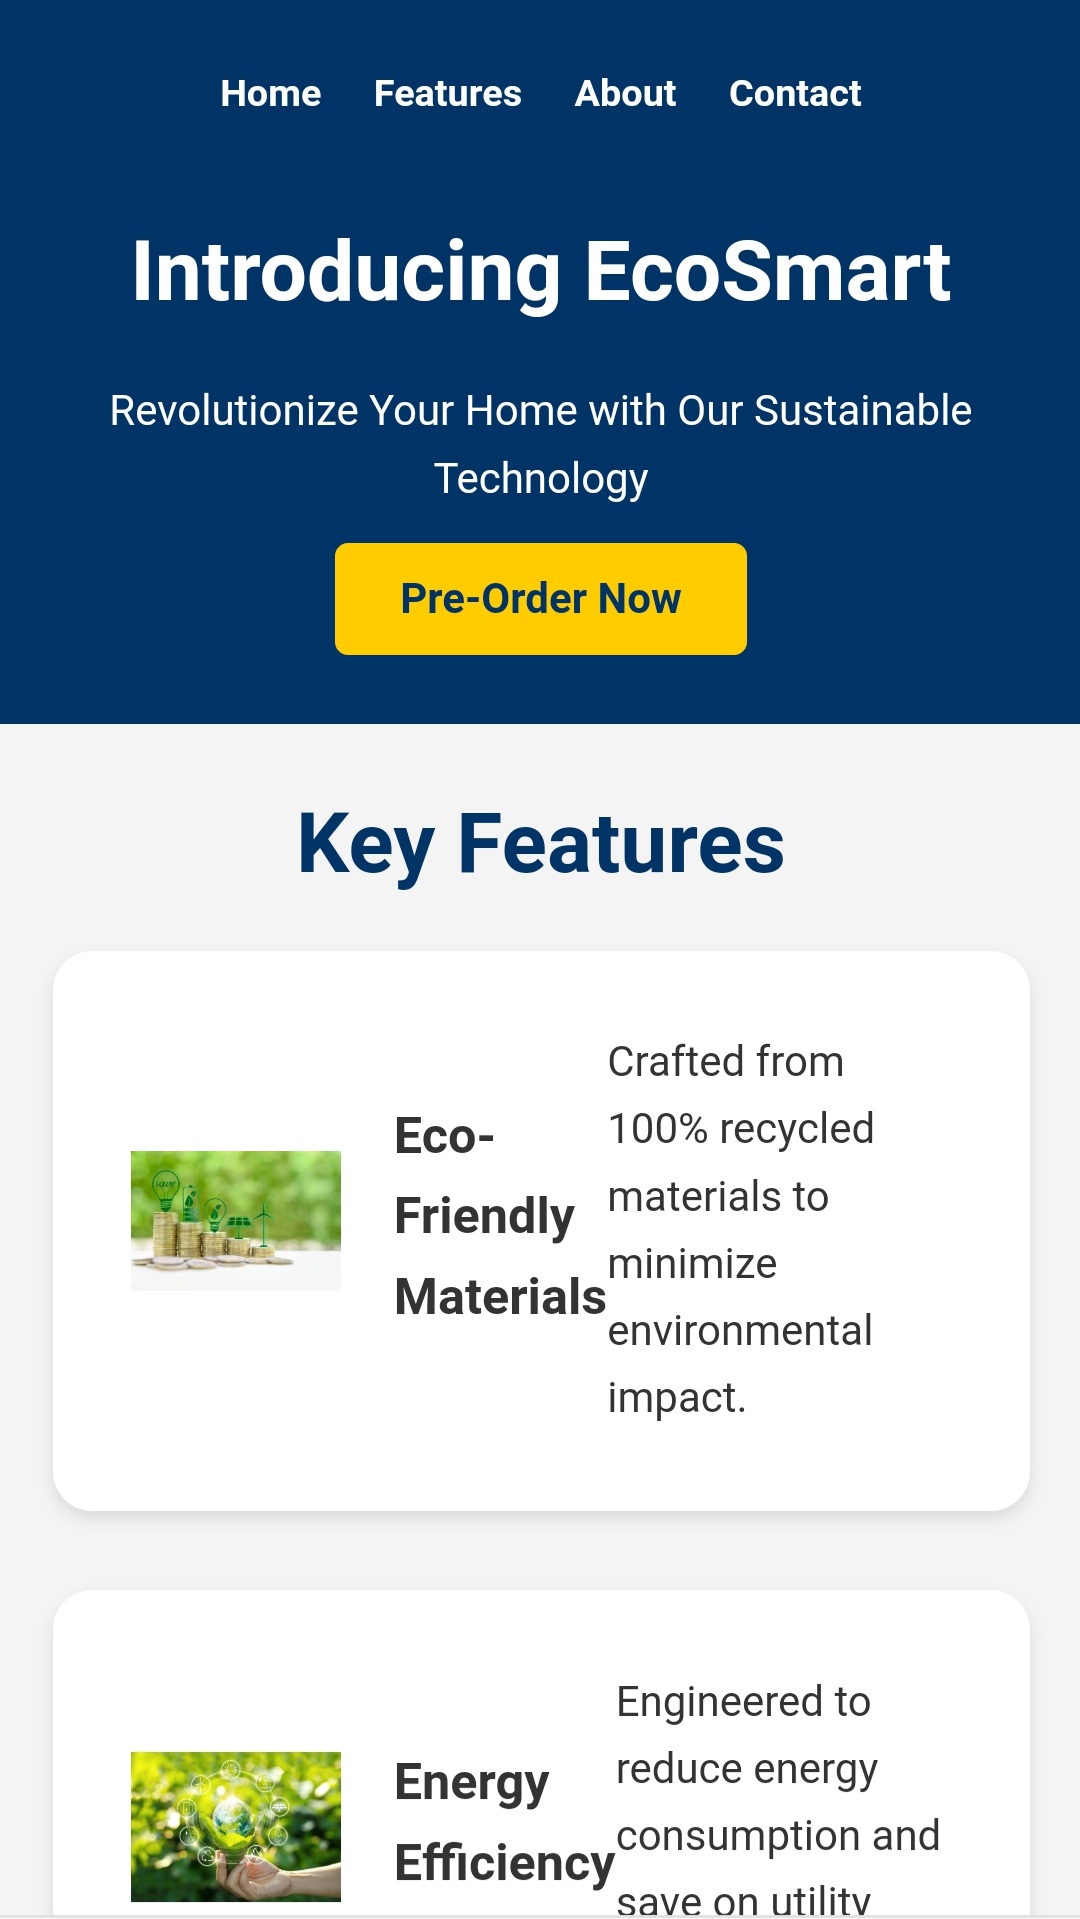 Home Features About Contact
Introducing EcoSmart
Revolutionize Your Home with Our Sustainable
Technology
Pre-Order Now
Key Features
Eco-
Friendly
Materials
Crafted from
100% recycled
materials to
minimize
environmental
impact.
Energy
Efficiency
Engineered to
reduce energy
consumption and
save on utility